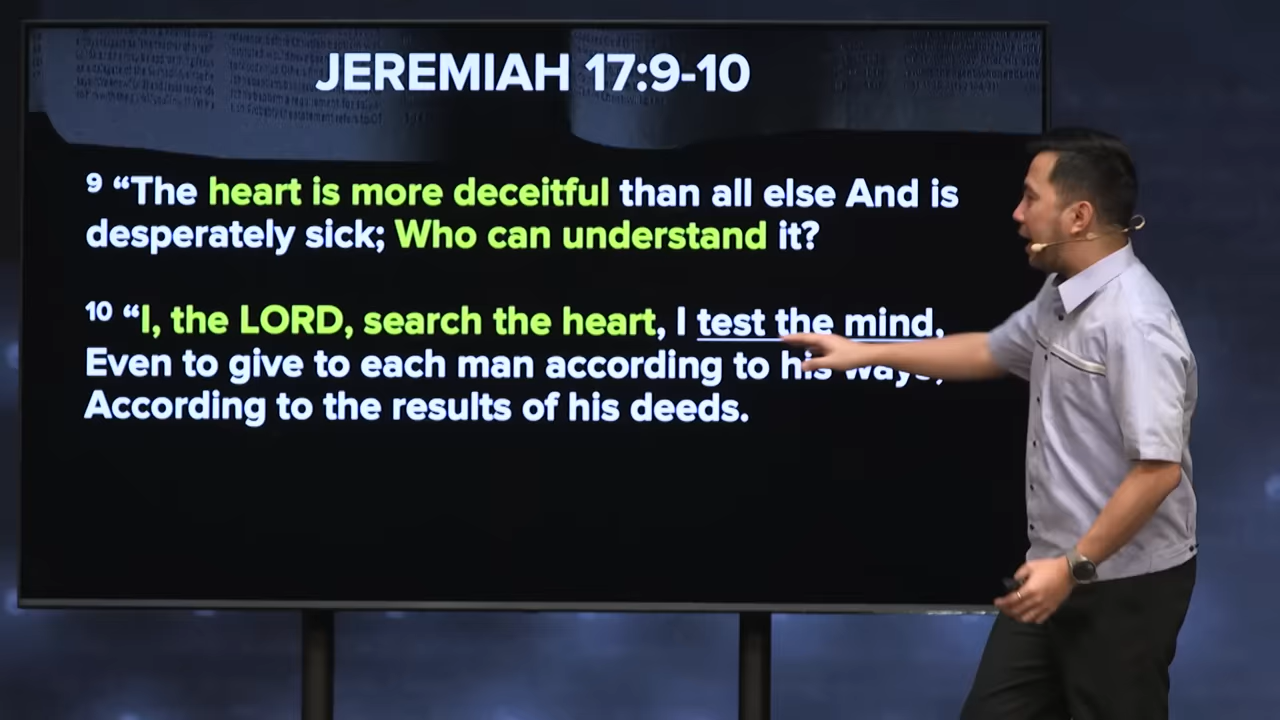 JEREMIAH 17:9-10
9 “The heart is more deceitful than all else And is
desperately sick; Who can understand it?
10 “I, the LORD, search the heart, I test the mind,
Even to give to each man according to his ways,
According to the results of his deeds.